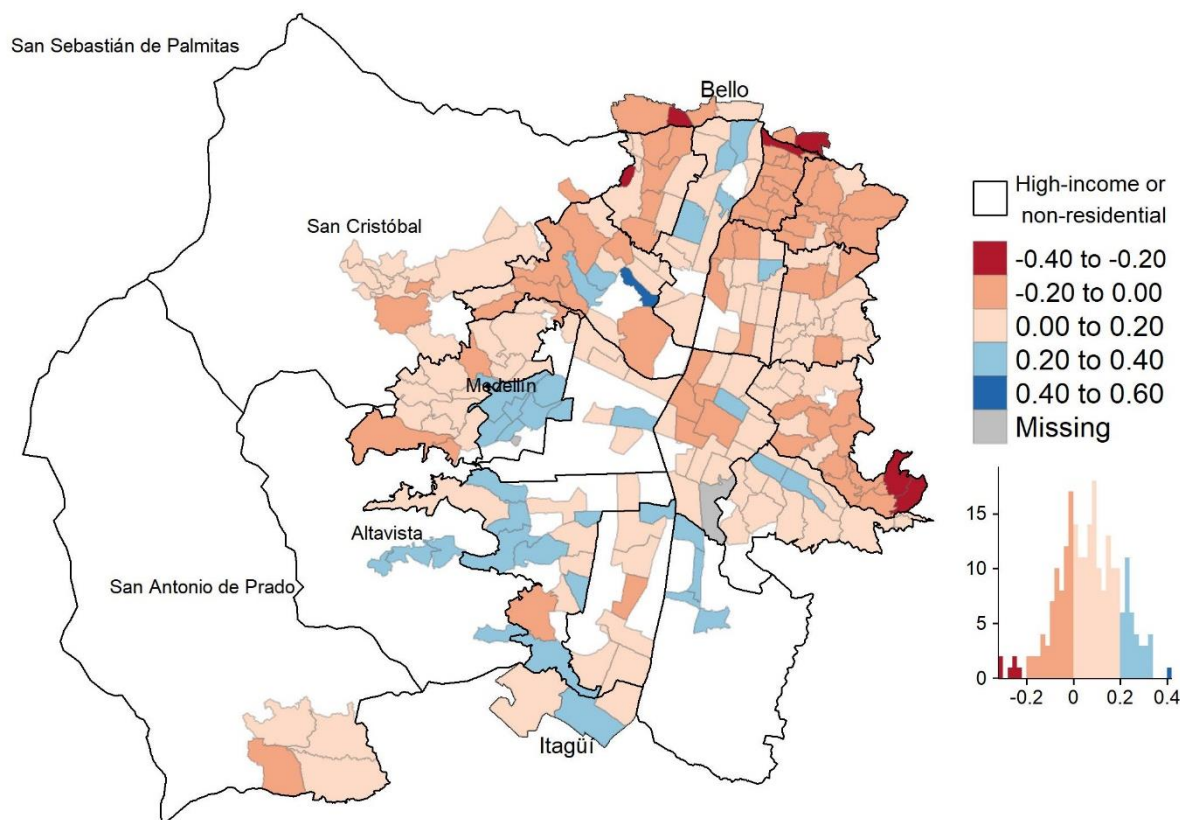 San Sebastián de Palmitas
Bello
San Cristóbal
Medellín
Altavista
San Antonio de Prado
Itagüí
High-income or
non-residential
-0.40 to -0.20
-0.20 to 0.00
0.00 to 0.20
0.20 to 0.40
0.40 to 0.60
Missing
15
10
5
0
-0.2 0 0.2 0.4